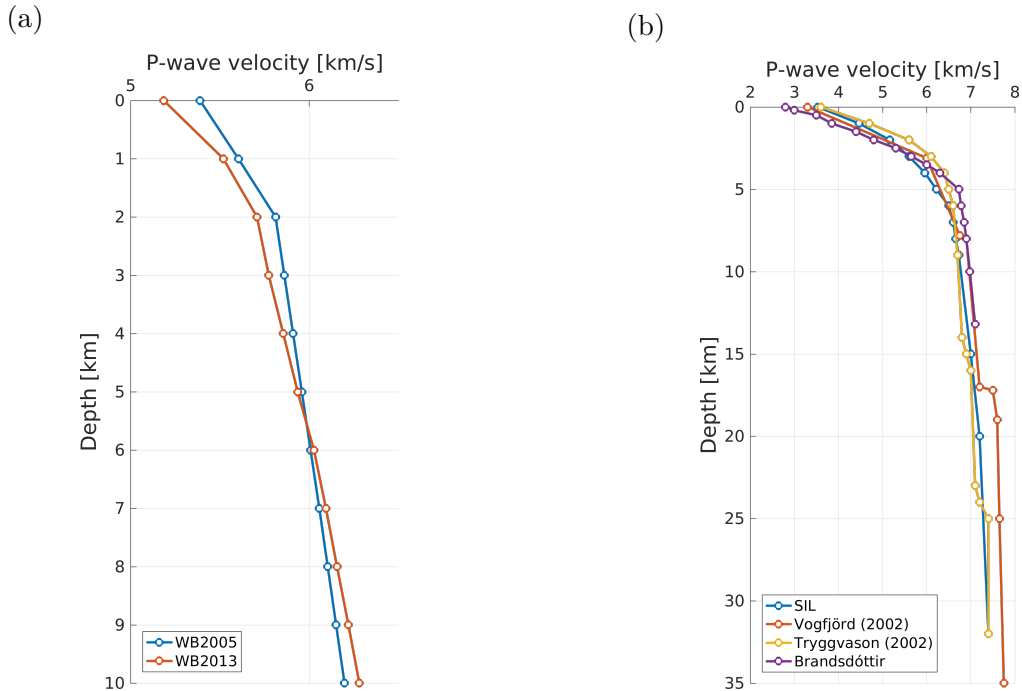 (a)
P-wave velocity [km/s]
5 6
0
1
2
3
4
5
6
7
8
9
10
Depth [km]
WB2005
WB2013
(b)
P-wave velocity [km/s]
2 3 4 5 6 7 8
0
5
10
15
20
25
30
35
Depth [km]
SIL
Vogfjörd (2002)
Tryggvason (2002)
Brandsdóttir